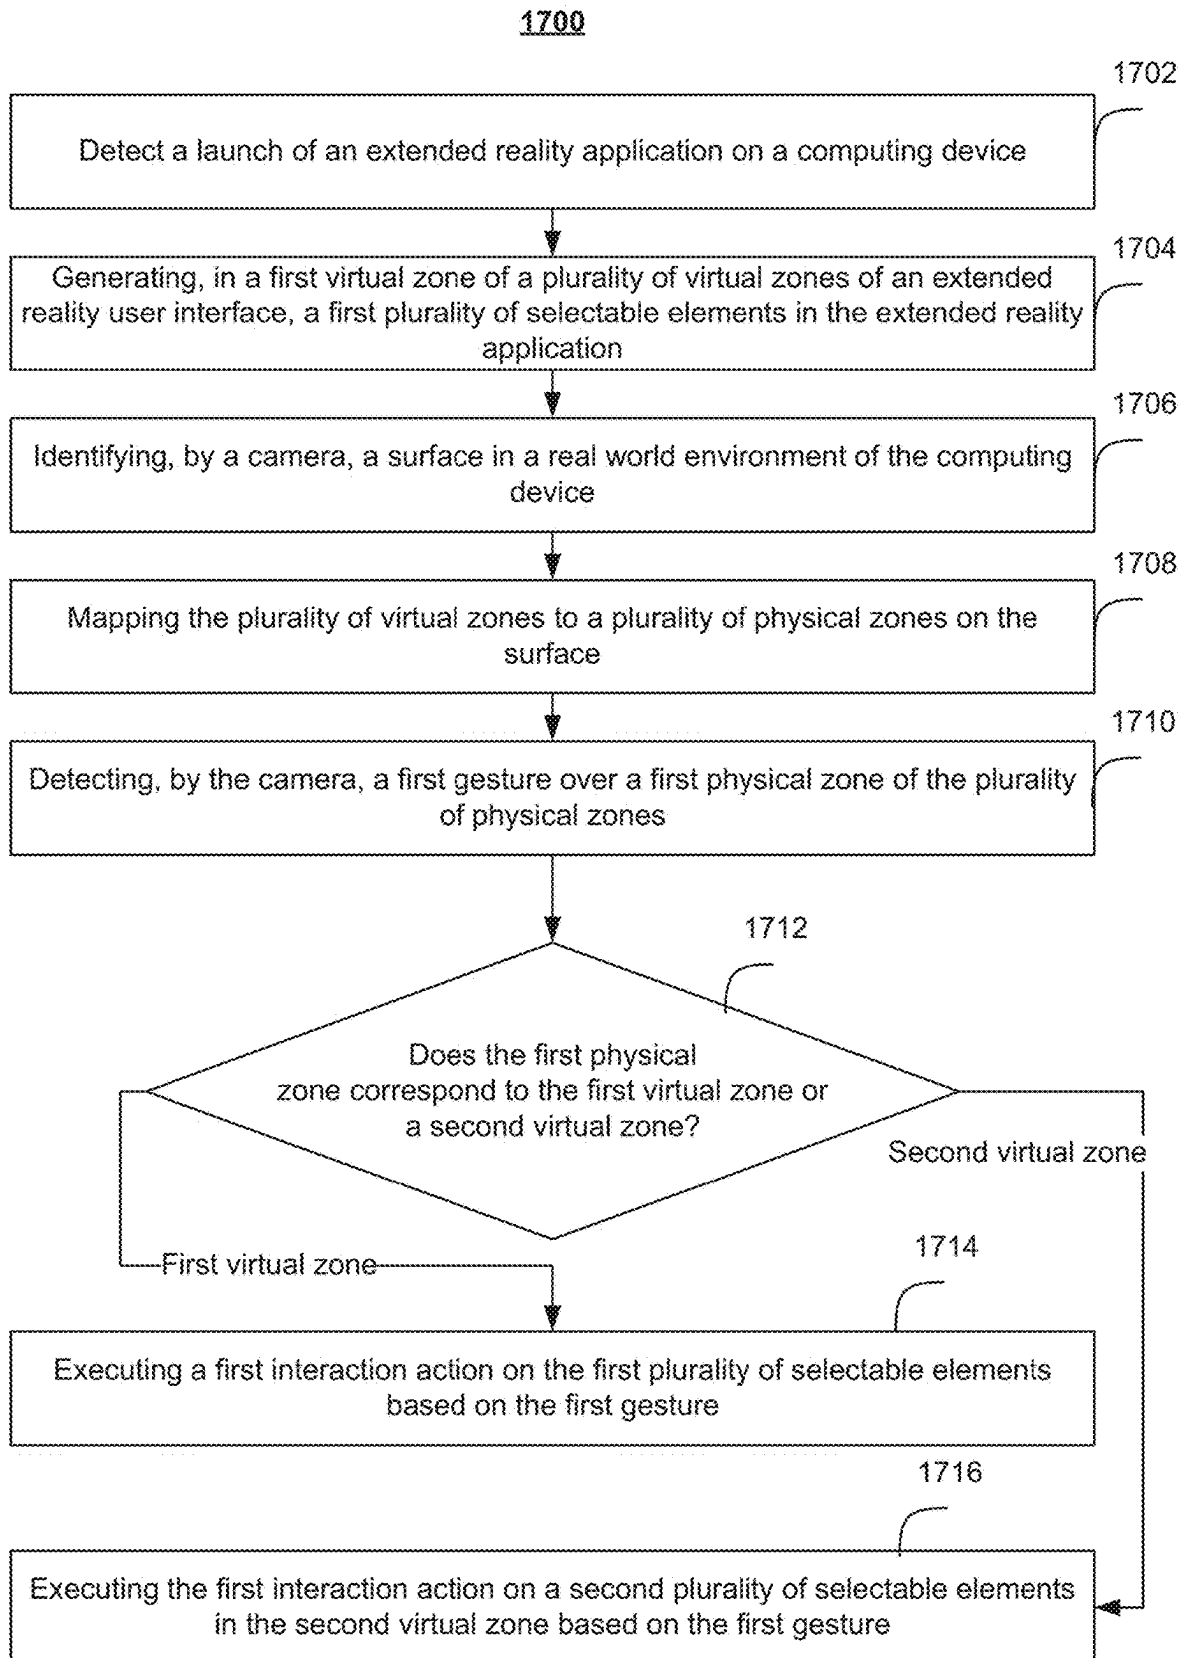 1700
1702
Detect a launch of an extended reality application on a computing device
1704
Generating, in a first virtual zone of a plurality of virtual zones of an extended
reality user interface, a first plurality of selectable elements in the extended reality
application
1706
Identifying, by a camera, a surface in a real world environment of the computing
device
1708
Mapping the plurality of virtual zones to a plurality of physical zones on the
surface
1710
Detecting, by the camera, a first gesture over a first physical zone of the plurality
of physical zones
1712
Does the first physical
zone correspond to the first virtual zone or
a second virtual zone?
Second virtual zone
First virtual zone
1714
Executing a first interaction action on the first plurality of selectable elements
based on the first gesture
1716
Executing the first interaction action on a second plurality of selectable elements
in the second virtual zone based on the first gesture